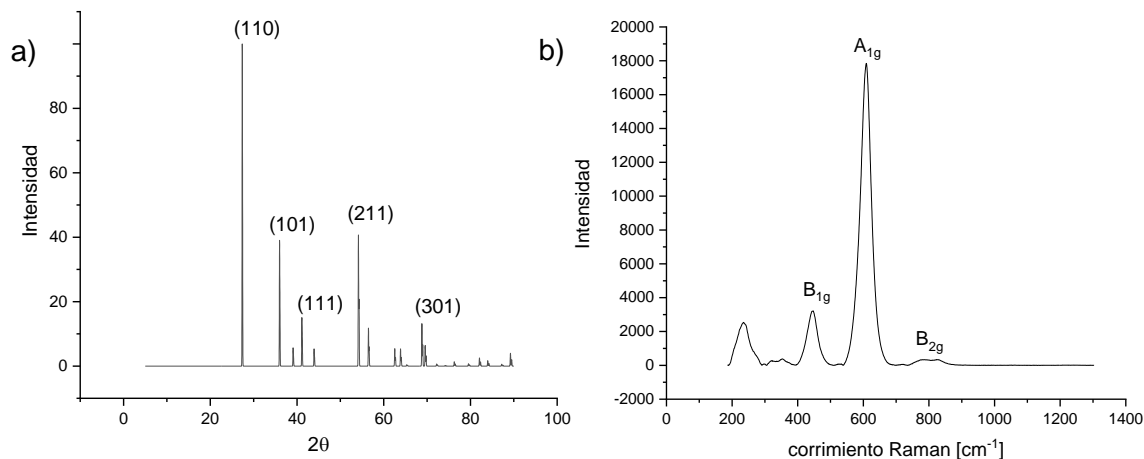 a)
Intensidad
80
60
40
20
0
(110)
(101)
(111)
(211)
(301)
0 20 40 60 80 100
2θ
b)
Intensidad
20000
18000
16000
14000
12000
10000
8000
6000
4000
2000
0
-2000
A1g
B1g
B2g
0 200 400 600 800 1000 1200 1400
corrimiento Raman [cm-1]